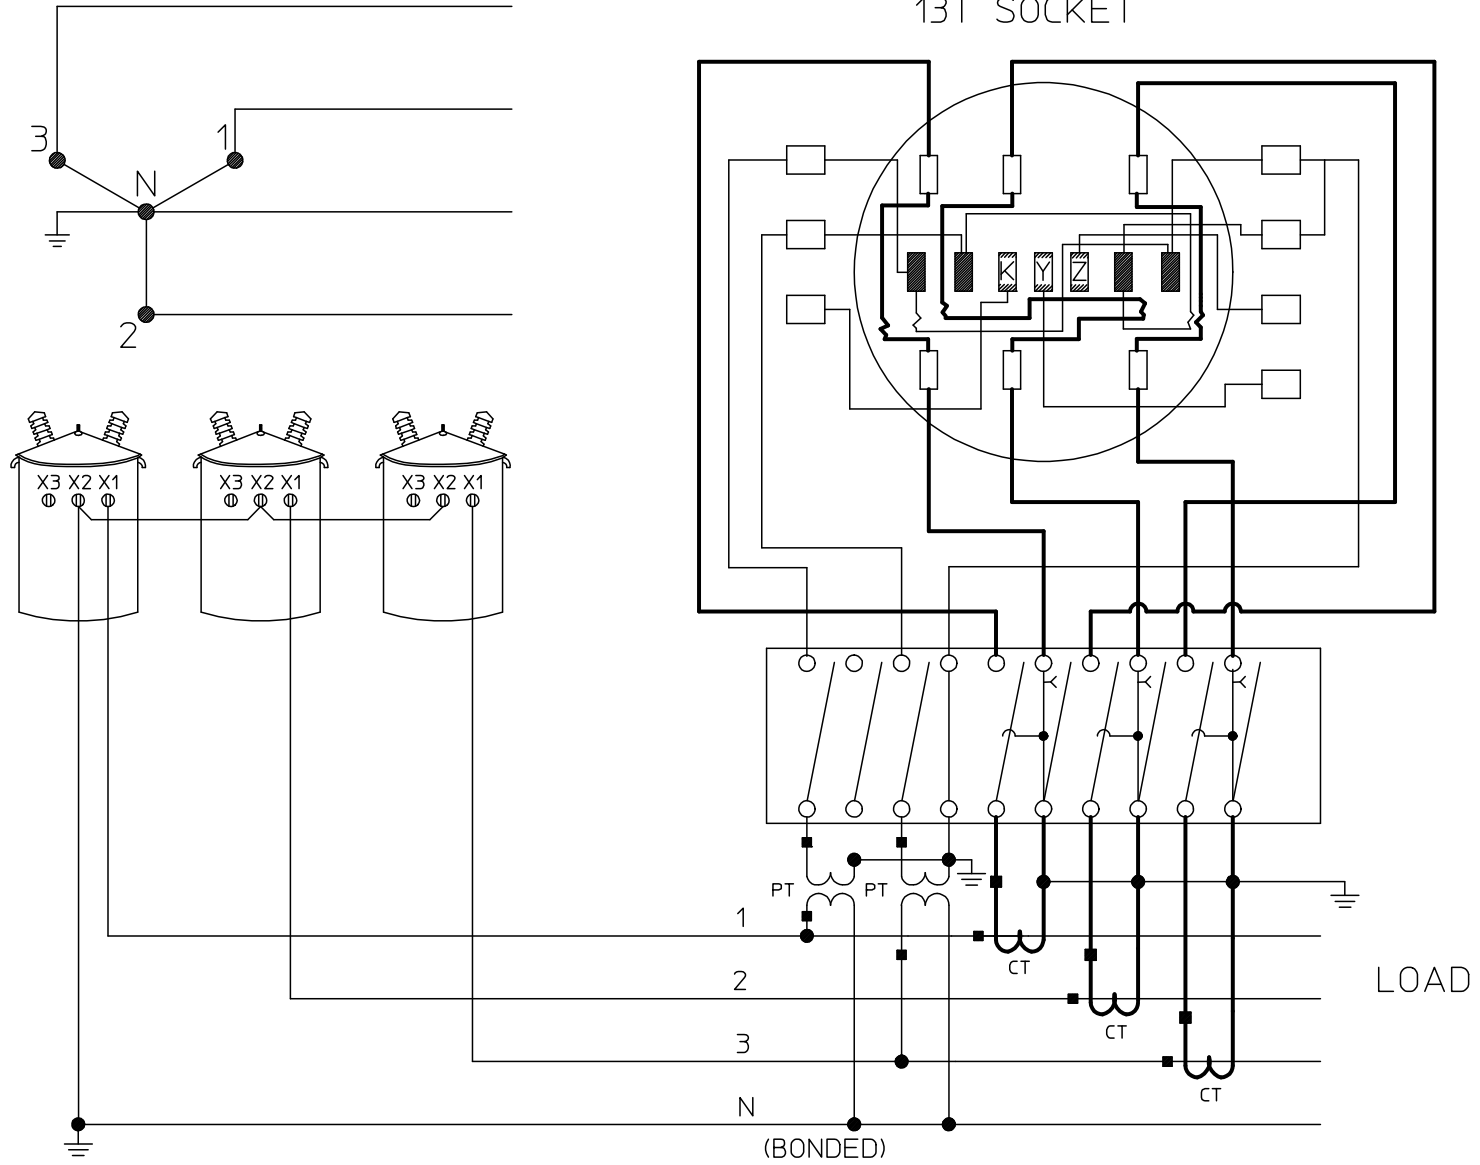 13T SOCKET
3
1
N
2
K Y Z
X3 X2 X1
X3 X2 X1
X3 X2 X1
PT
PT
1
CT
2
LOAD
CT
3
CT
N
(BONDED)